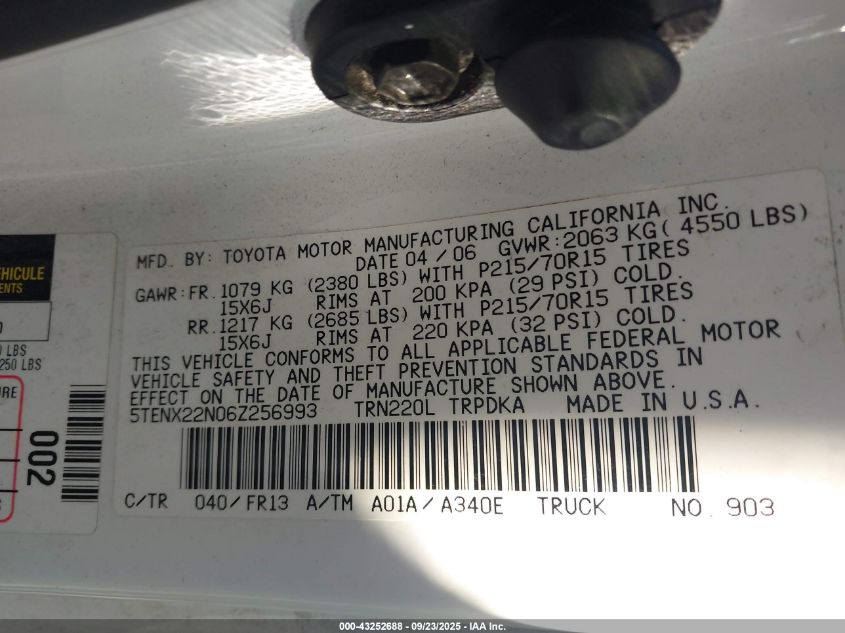 MFD. BY: TOYOTA MOTOR MANUFACTURING CALIFORNIA INC.
DATE 04 / 06 GVWR:2063 KG( 4550 LBS)
GAWR:FR. 1079 KG (2380 LBS) WITH P215/70R15 TIRES
15X6J RIMS AT 200 KPA (29 PSI) COLD.
RR. 1217 KG (2685 LBS) WITH P215/70R15 TIRES
15X6J RIMS AT 220 KPA (32 PSI) COLD.
THIS VEHICLE CONFORMS TO ALL APPLICABLE FEDERAL MOTOR
VEHICLE SAFETY AND THEFT PREVENTION STANDARDS IN
EFFECT ON THE DATE OF MANUFACTURE SHOWN ABOVE.
5TENX22N06Z256993 TRN220L TRPDKA MADE IN U.S.A.
C/TR 040/FR13 A/TM A01A/A340E TRUCK NO. 903
VEHICULE
LBS
250 LBS
002
000-43252688 - 09/23/2025 - IAA Inc.